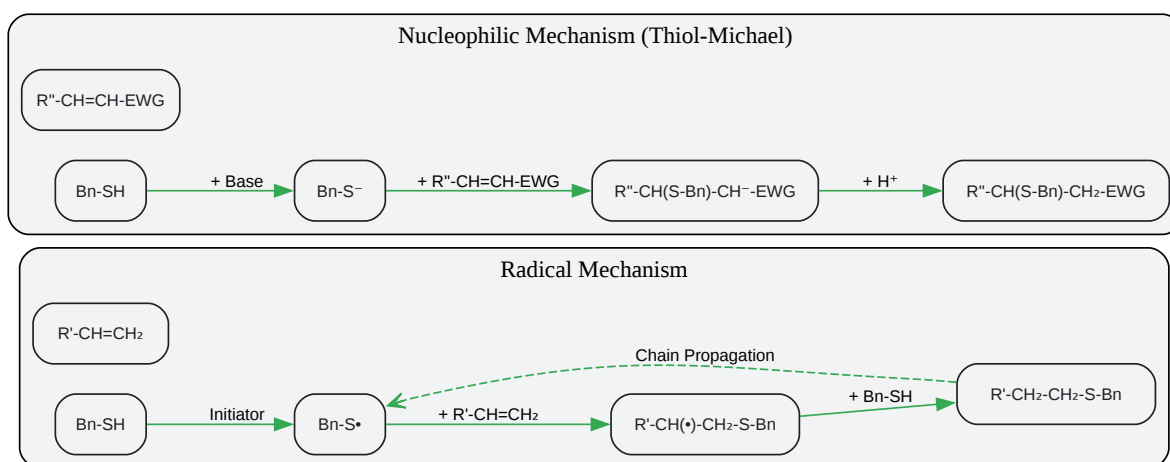 Nucleophilic Mechanism (Thiol-Michael)
R"-CH=CH-EWG
Bn-SH
+ Base
Bn-S⁻
+ R"-CH=CH-EWG
R"-CH(S-Bn)-CH⁻-EWG
+ H⁺
R"-CH(S-Bn)-CH₂-EWG
Radical Mechanism
R'-CH=CH₂
Chain Propagation
Bn-SH
Initiator
Bn-S•
+ R'-CH=CH₂
R'-CH(•)-CH₂-S-Bn
+ Bn-SH
R'-CH₂-CH₂-S-Bn